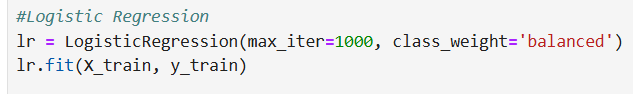 #Logistic Regression
lr = LogisticRegression(max_iter=1000, class_weight='balanced')
lr.fit(X_train, y_train)